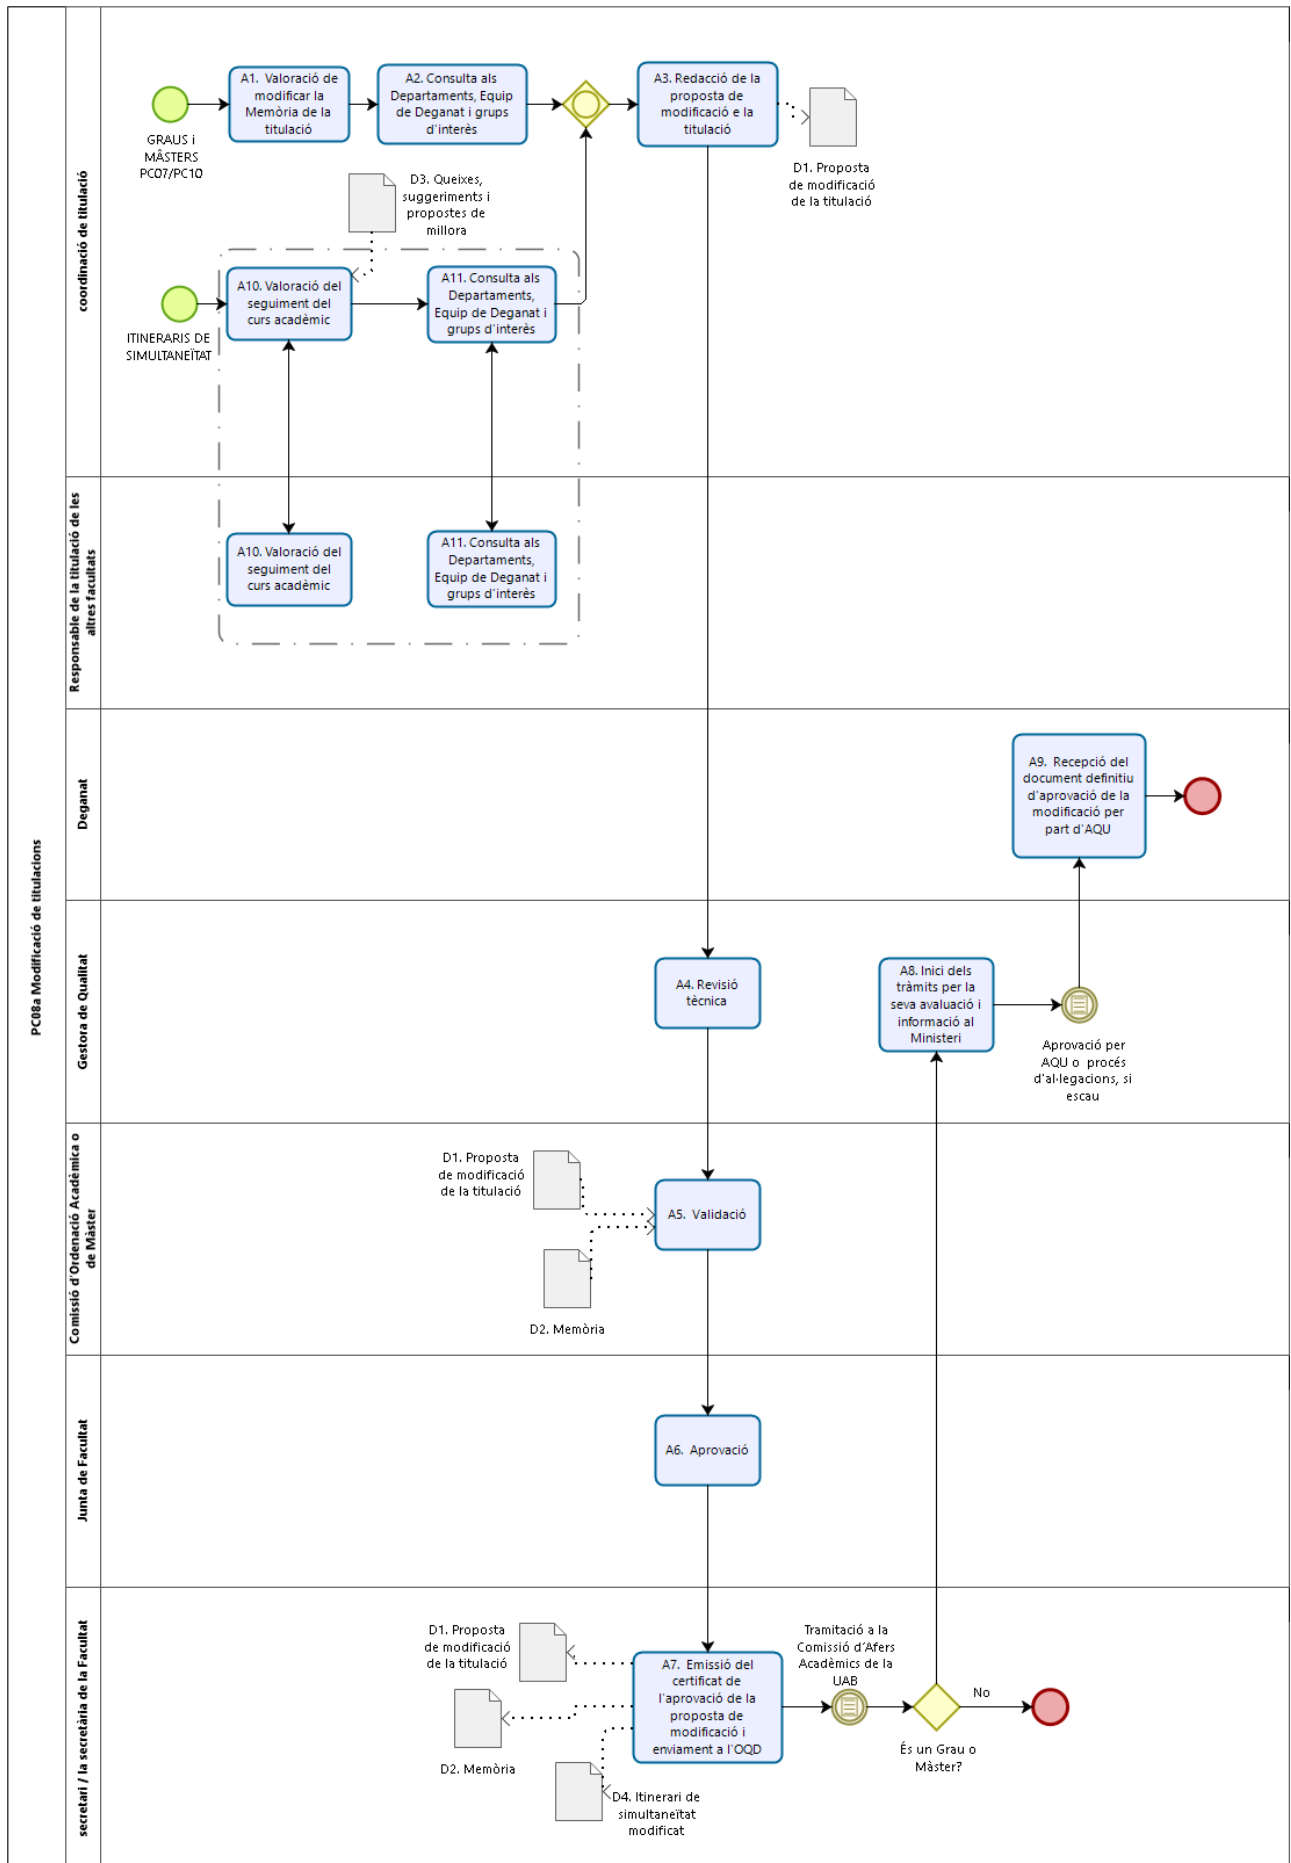 PC08a Modificació de titulacions
coordinació de titulació
GRAUS i
MÀSTERS
PC07/PC10
A1.  Valoració de
modificar la
Memòria de la
titulació
A2. Consulta als
Departaments, Equip
de Deganat i grups
d'interès
A3. Redacció de la
proposta de
modificació e la
titulació
D1. Proposta
de modificació
de la titulació
D3. Queixes,
suggeriments i
propostes de
millora
ITINERARIS DE
SIMULTANEÏTAT
A10. Valoració del
seguiment del
curs acadèmic
A11. Consulta als
Departaments,
Equip de Deganat i
grups d'interès
Responsable de la titulació de les
altres facultats
A10. Valoració del
seguiment del
curs acadèmic
A11. Consulta als
Departaments,
Equip de Deganat i
grups d'interès
Deganat
A9.  Recepció del
document definitiu
d'aprovació de la
modificació per
part d'AQU
Gestora de Qualitat
A4. Revisió
tècnica
A8. Inici dels
tràmits per la
seva avaluació i
informació al
Ministeri
Aprovació per
AQU o  procés
d'al·legacions, si
escau
Comissió d'Ordenació Acadèmica o
de Màster
D1. Proposta
de modificació
de la titulació
A5.  Validació
D2. Memòria
Junta de Facultat
A6.  Aprovació
secretari / la secretària de la Facultat
D1. Proposta
de modificació
de la titulació
D2. Memòria
D4. Itinerari de
simultaneïtat
modificat
A7.  Emissió del
certificat de
l'aprovació de la
proposta de
modificació i
enviament a l'OQD
Tramitació a la
Comissió d'Afers
Acadèmics de la
UAB
És un Grau o
Màster?
No